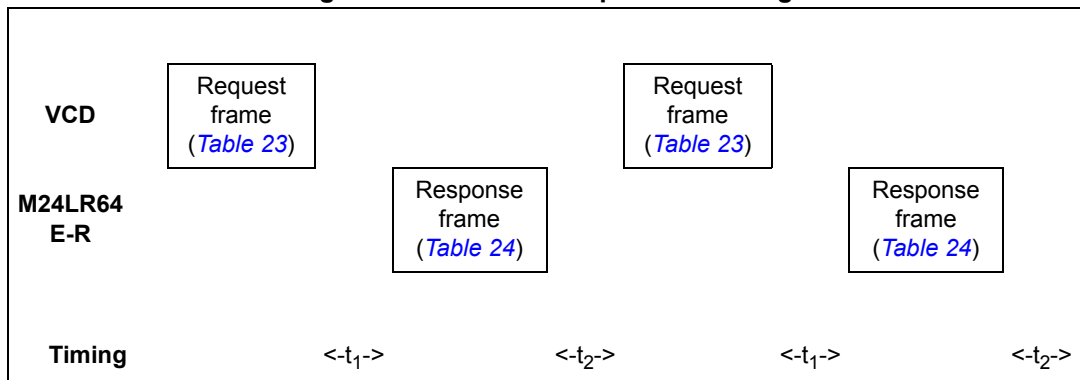 VCD
Request
frame
(Table 23)
Request
frame
(Table 23)
M24LR64
E-R
Response
frame
(Table 24)
Response
frame
(Table 24)
Timing <-t1-> <-t2-> <-t1-> <-t2->